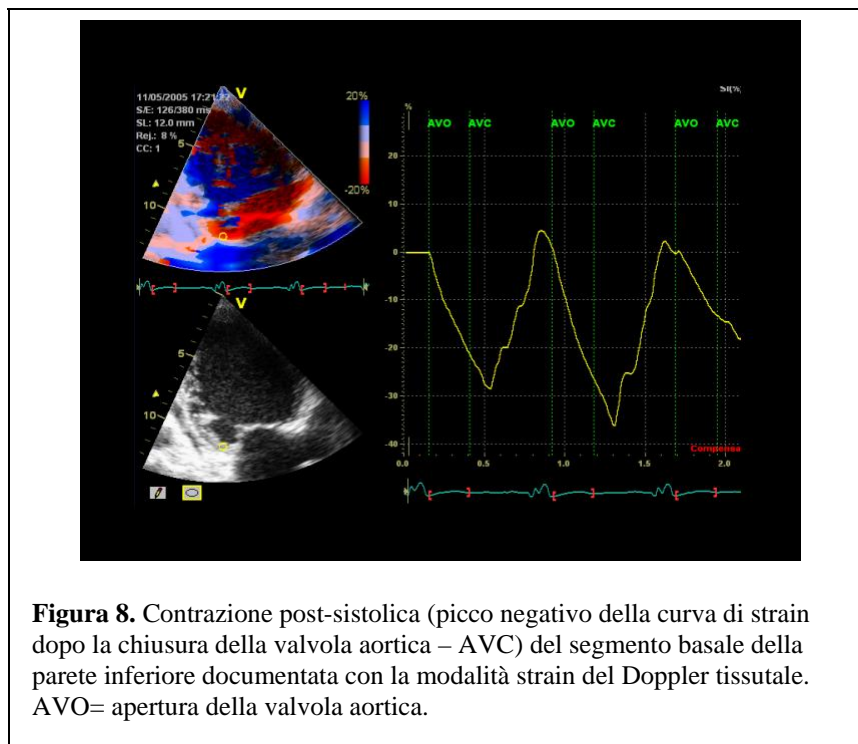 11/05/2005 17:21:22
S/E: 126/380 ms
SL: 12.0 mm
Rej.: 8 %
CC: 1
V
20%
-20%
5
10
V
5
10
SI(%)
%
AVO AVC AVO AVC AVO AVC
20
10
0
-10
-20
-30
-40
Compensa
0.0 0.5 1.0 1.5 2.0
Figura 8. Contrazione post-sistolica (picco negativo della curva di strain
dopo la chiusura della valvola aortica – AVC) del segmento basale della
parete inferiore documentata con la modalità strain del Doppler tissutale.
AVO= apertura della valvola aortica.